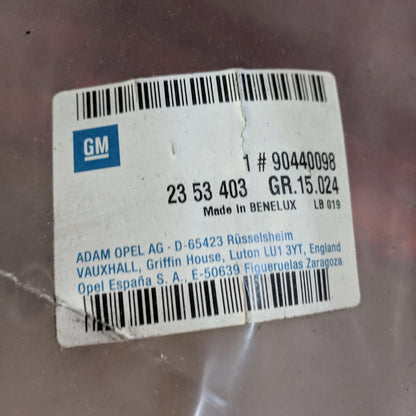 GM
1 # 90440098
23 53 403 GR.15.024
Made in BENELUX LB 019
ADAM OPEL AG · D-65423 Rüsselsheim
VAUXHALL, Griffin House, Luton LU1 3YT, England
Opel España S. A., E-50639 Figueruelas Zaragoza